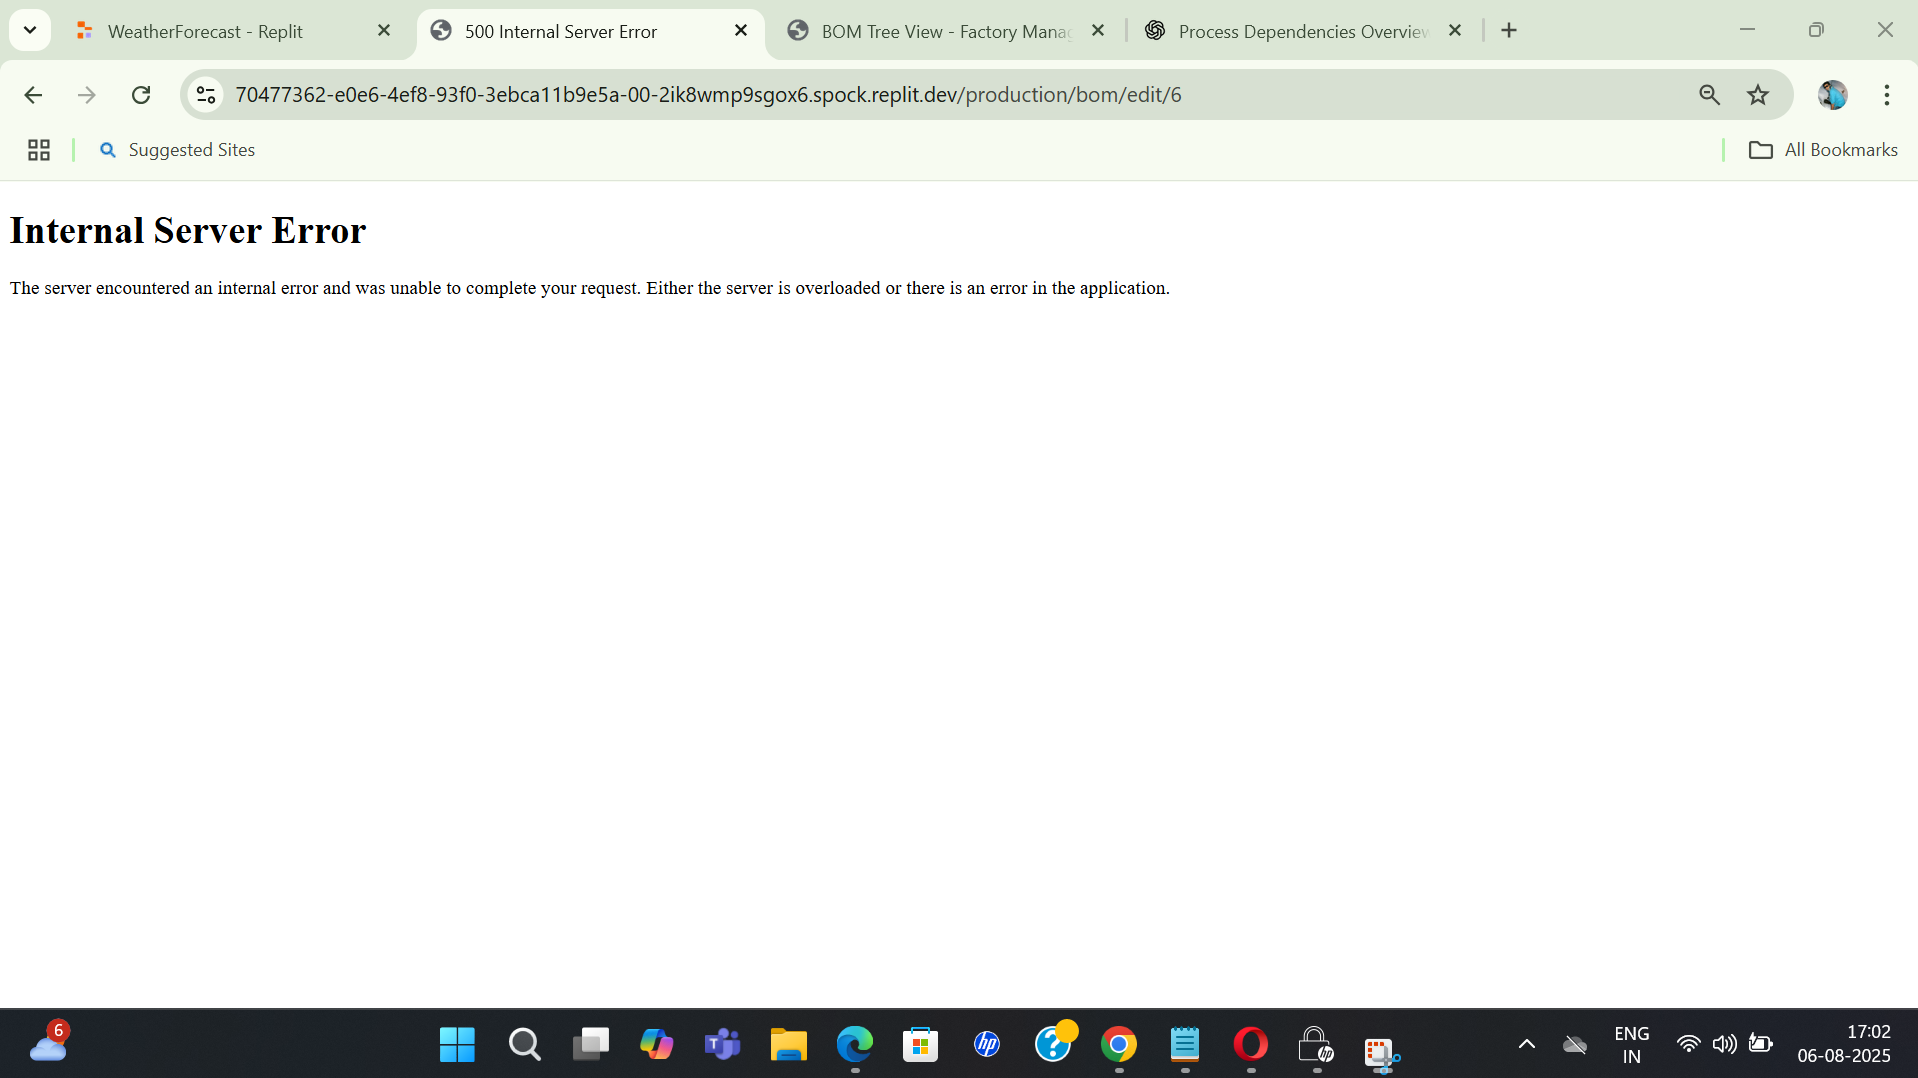 WeatherForecast - Replit
500 Internal Server Error
BOM Tree View - Factory Mana
Process Dependencies Overview
70477362-e0e6-4ef8-93f0-3ebca11b9e5a-00-2ik8wmp9sgox6.spock.replit.dev/production/bom/edit/6
Suggested Sites
All Bookmarks
Internal Server Error
The server encountered an internal error and was unable to complete your request. Either the server is overloaded or there is an error in the application.
6
T
hp
?
hp
ENG
IN
17:02
06-08-2025